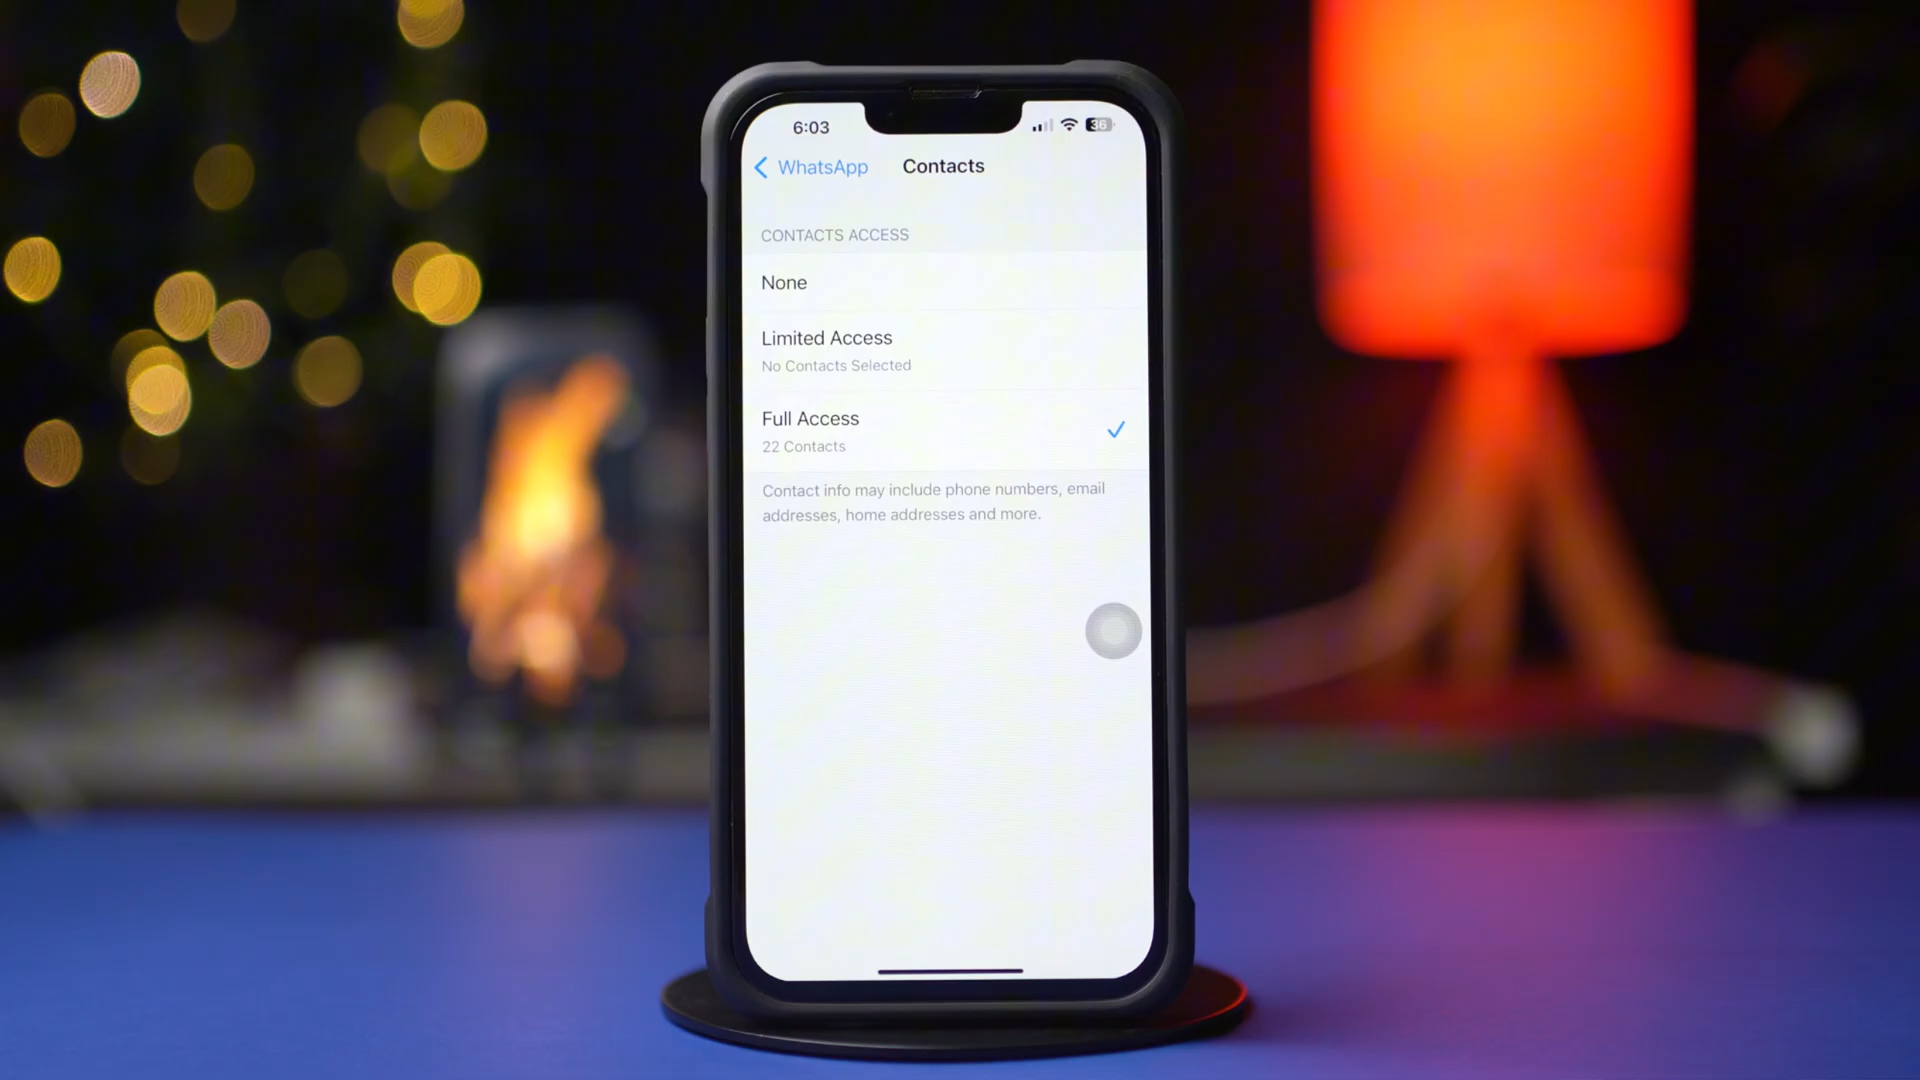 6:03
36
WhatsApp
Contacts
CONTACTS ACCESS
None
Limited Access
No Contacts Selected
Full Access
22 Contacts
Contact info may include phone numbers, email
addresses, home addresses and more.